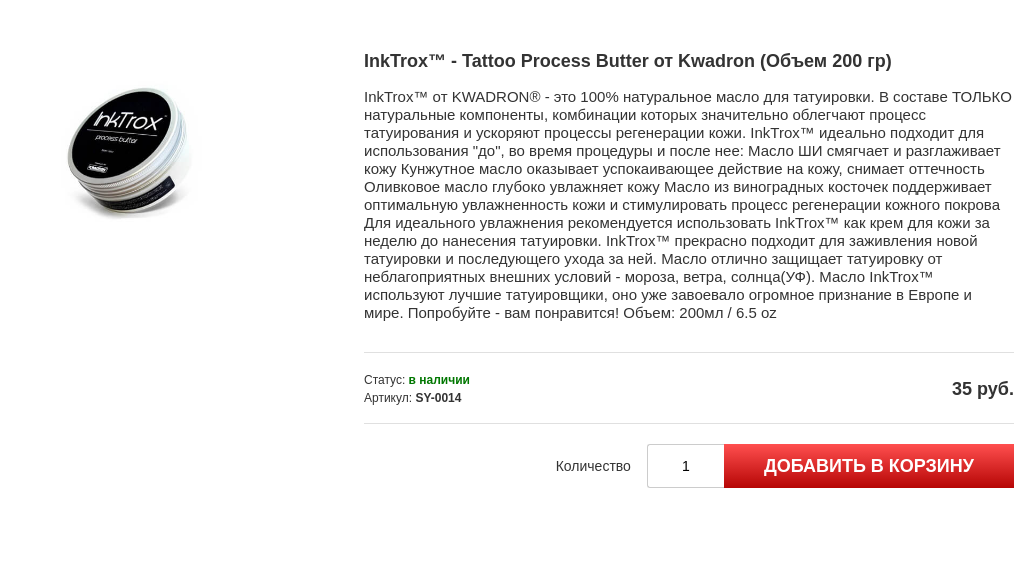 InkTrox™ - Tattoo Process Butter от Kwadron (Объем 200 гр)
InkTrox™ от KWADRON® - это 100% натуральное масло для татуировки. В составе ТОЛЬКО
натуральные компоненты, комбинации которых значительно облегчают процесс
татуирования и ускоряют процессы регенерации кожи. InkTrox™ идеально подходит для
использования "до", во время процедуры и после нее: Масло ШИ смягчает и разглаживает
кожу Кунжутное масло оказывает успокаивающее действие на кожу, снимает оттечность
Оливковое масло глубоко увлажняет кожу Масло из виноградных косточек поддерживает
оптимальную увлажненность кожи и стимулировать процесс регенерации кожного покрова
Для идеального увлажнения рекомендуется использовать InkTrox™ как крем для кожи за
неделю до нанесения татуировки. InkTrox™ прекрасно подходит для заживления новой
татуировки и последующего ухода за ней. Масло отлично защищает татуировку от
неблагоприятных внешних условий - мороза, ветра, солнца(УФ). Масло InkTrox™
используют лучшие татуировщики, оно уже завоевало огромное признание в Европе и
мире. Попробуйте - вам понравится! Объем: 200мл / 6.5 oz
InkTrox™
process butter
Статус: в наличии
Артикул: SY-0014
35 руб.
Количество
1
ДОБАВИТЬ В КОРЗИНУ